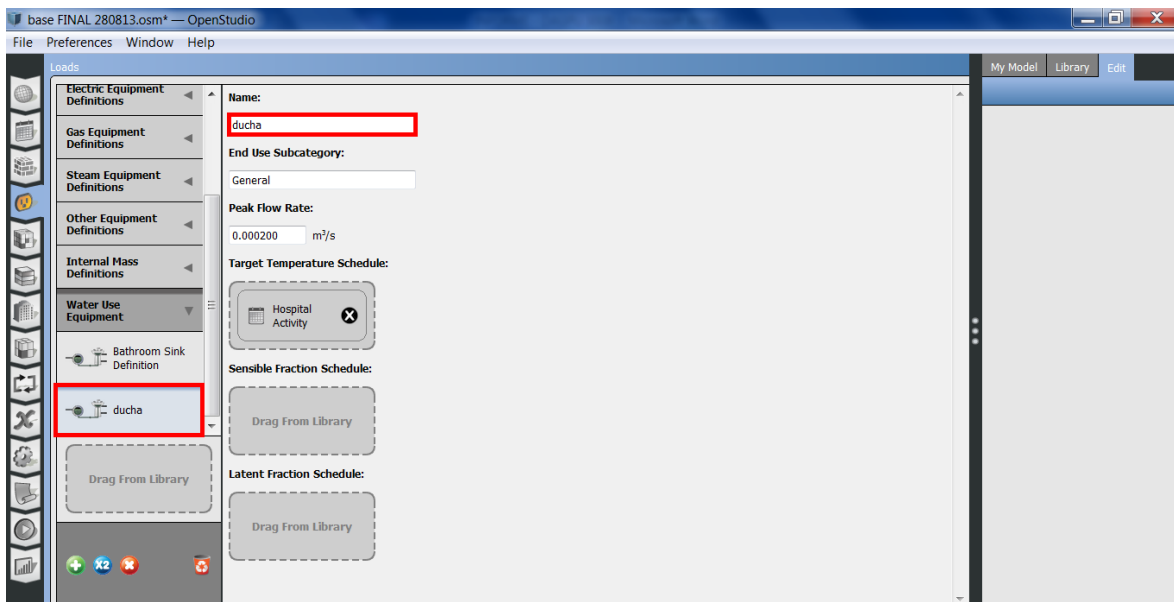 base FINAL 280813.osm* — OpenStudio
File Preferences Window Help
Loads
My Model Library Edit
Electric Equipment
Definitions
Gas Equipment
Definitions
Steam Equipment
Definitions
Other Equipment
Definitions
Internal Mass
Definitions
Water Use
Equipment
Bathroom Sink
Definition
ducha
Drag From Library
X2
Name:
ducha
End Use Subcategory:
General
Peak Flow Rate:
0.000200 m³/s
Target Temperature Schedule:
Hospital
Activity
Sensible Fraction Schedule:
Drag From Library
Latent Fraction Schedule:
Drag From Library